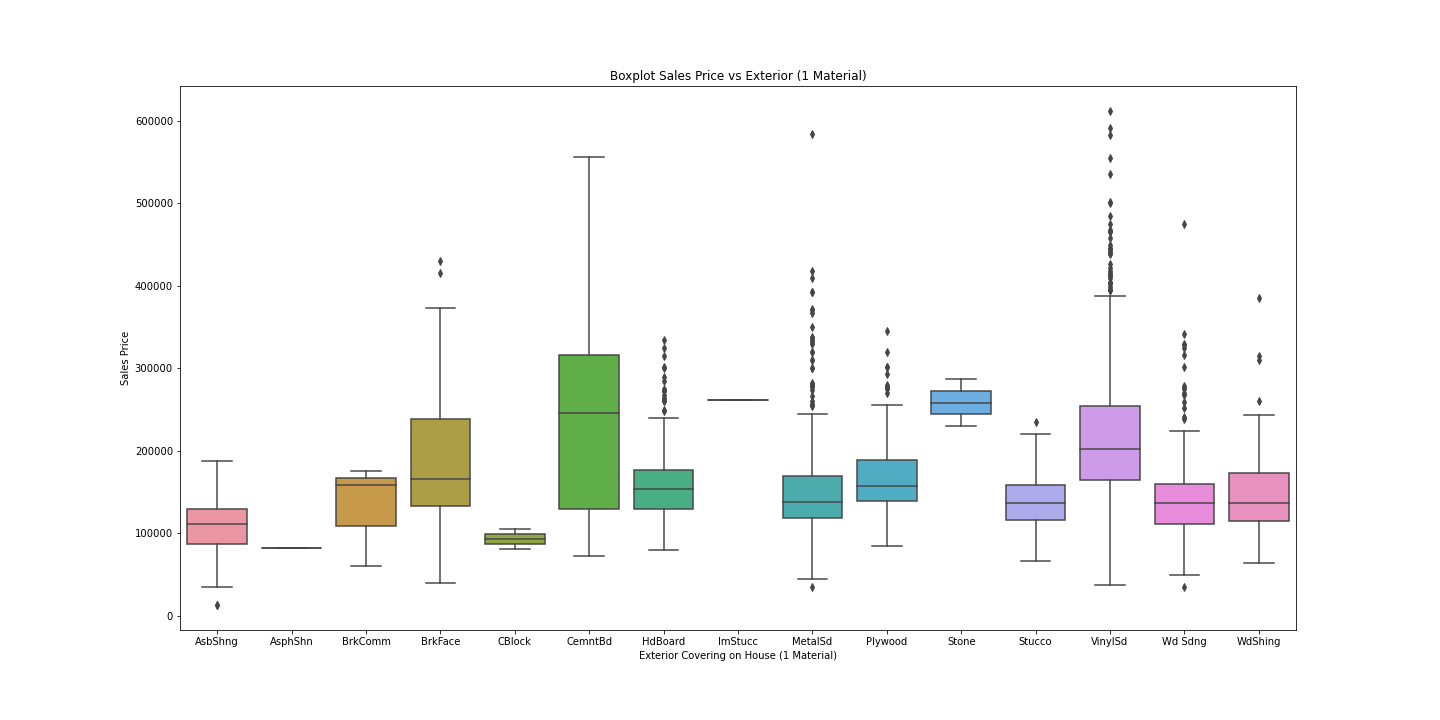 Boxplot Sales Price vs Exterior (1 Material)
Sales Price
600000
500000
400000
300000
200000
100000
0
AsbShng AsphShn BrkComm BrkFace CBlock CemntBd HdBoard ImStucc MetalSd Plywood Stone Stucco VinylSd Wd Sdng WdShing
Exterior Covering on House (1 Material)